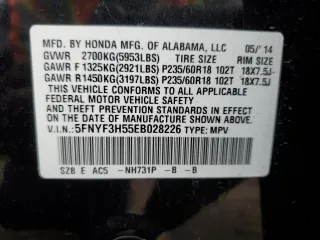 MFD. BY HONDA MFG. OF ALABAMA, LLC 05/'14
GVWR 2700KG(5953LBS) TIRES RIM SIZE
GAWR F 1325KG(2921LBS) P235/60R18 102T 18X7.5J
GAWR R1450KG(3197LBS) P235/60R18 102T 18X7.5J
THIS VEHICLE CONFORMS TO ALL APPLICABLE
FEDERAL MOTOR VEHICLE SAFETY, BUMPER,
AND THEFT PREVENTION STANDARDS IN EFFECT
ON THE DATE OF MANUFACTURE SHOWN ABOVE.
V.I.N: 5FNYF3H55EB028226 TYPE: MPV
SZB E AC5 -NH731P -B -B